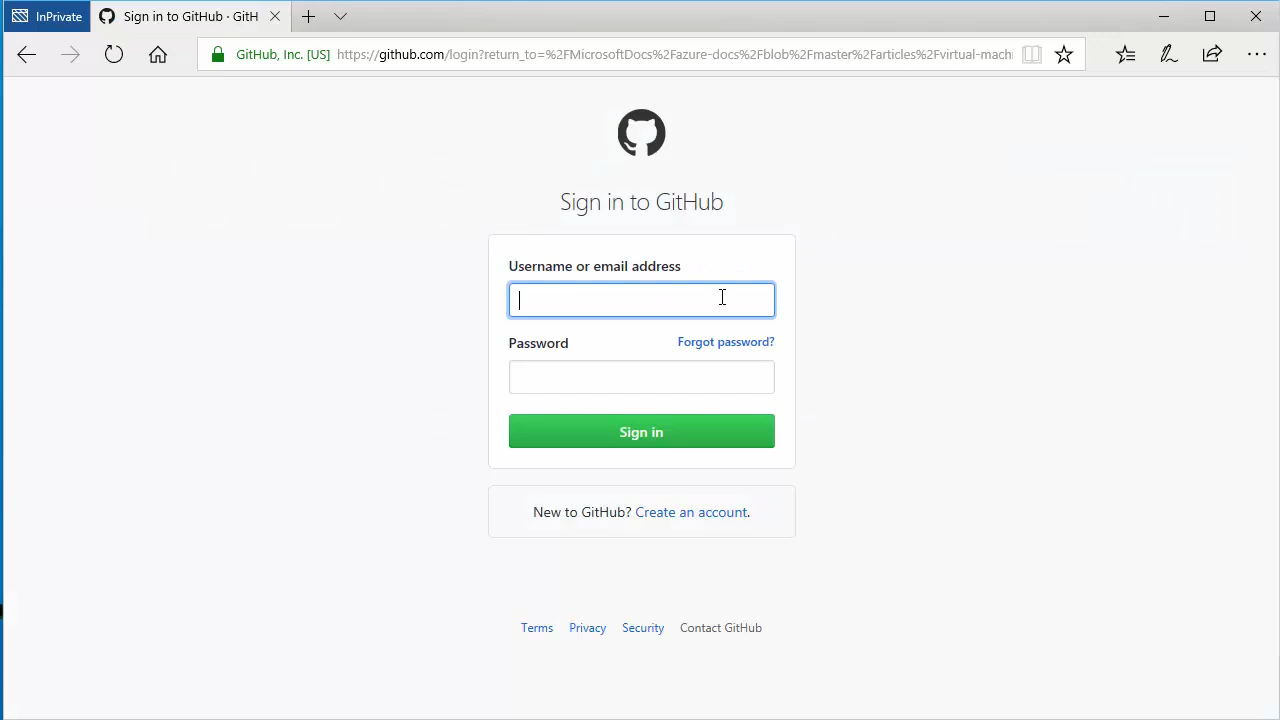 InPrivate
Sign in to GitHub · GitH
GitHub, Inc. [US] https://github.com/login?return_to=%2FMicrosoftDocs%2Fazure-docs%2Fblob%2Fmaster%2Farticles%2Fvirtual-machi
Sign in to GitHub
Username or email address
Password Forgot password?
Sign in
New to GitHub? Create an account.
Terms Privacy Security Contact GitHub